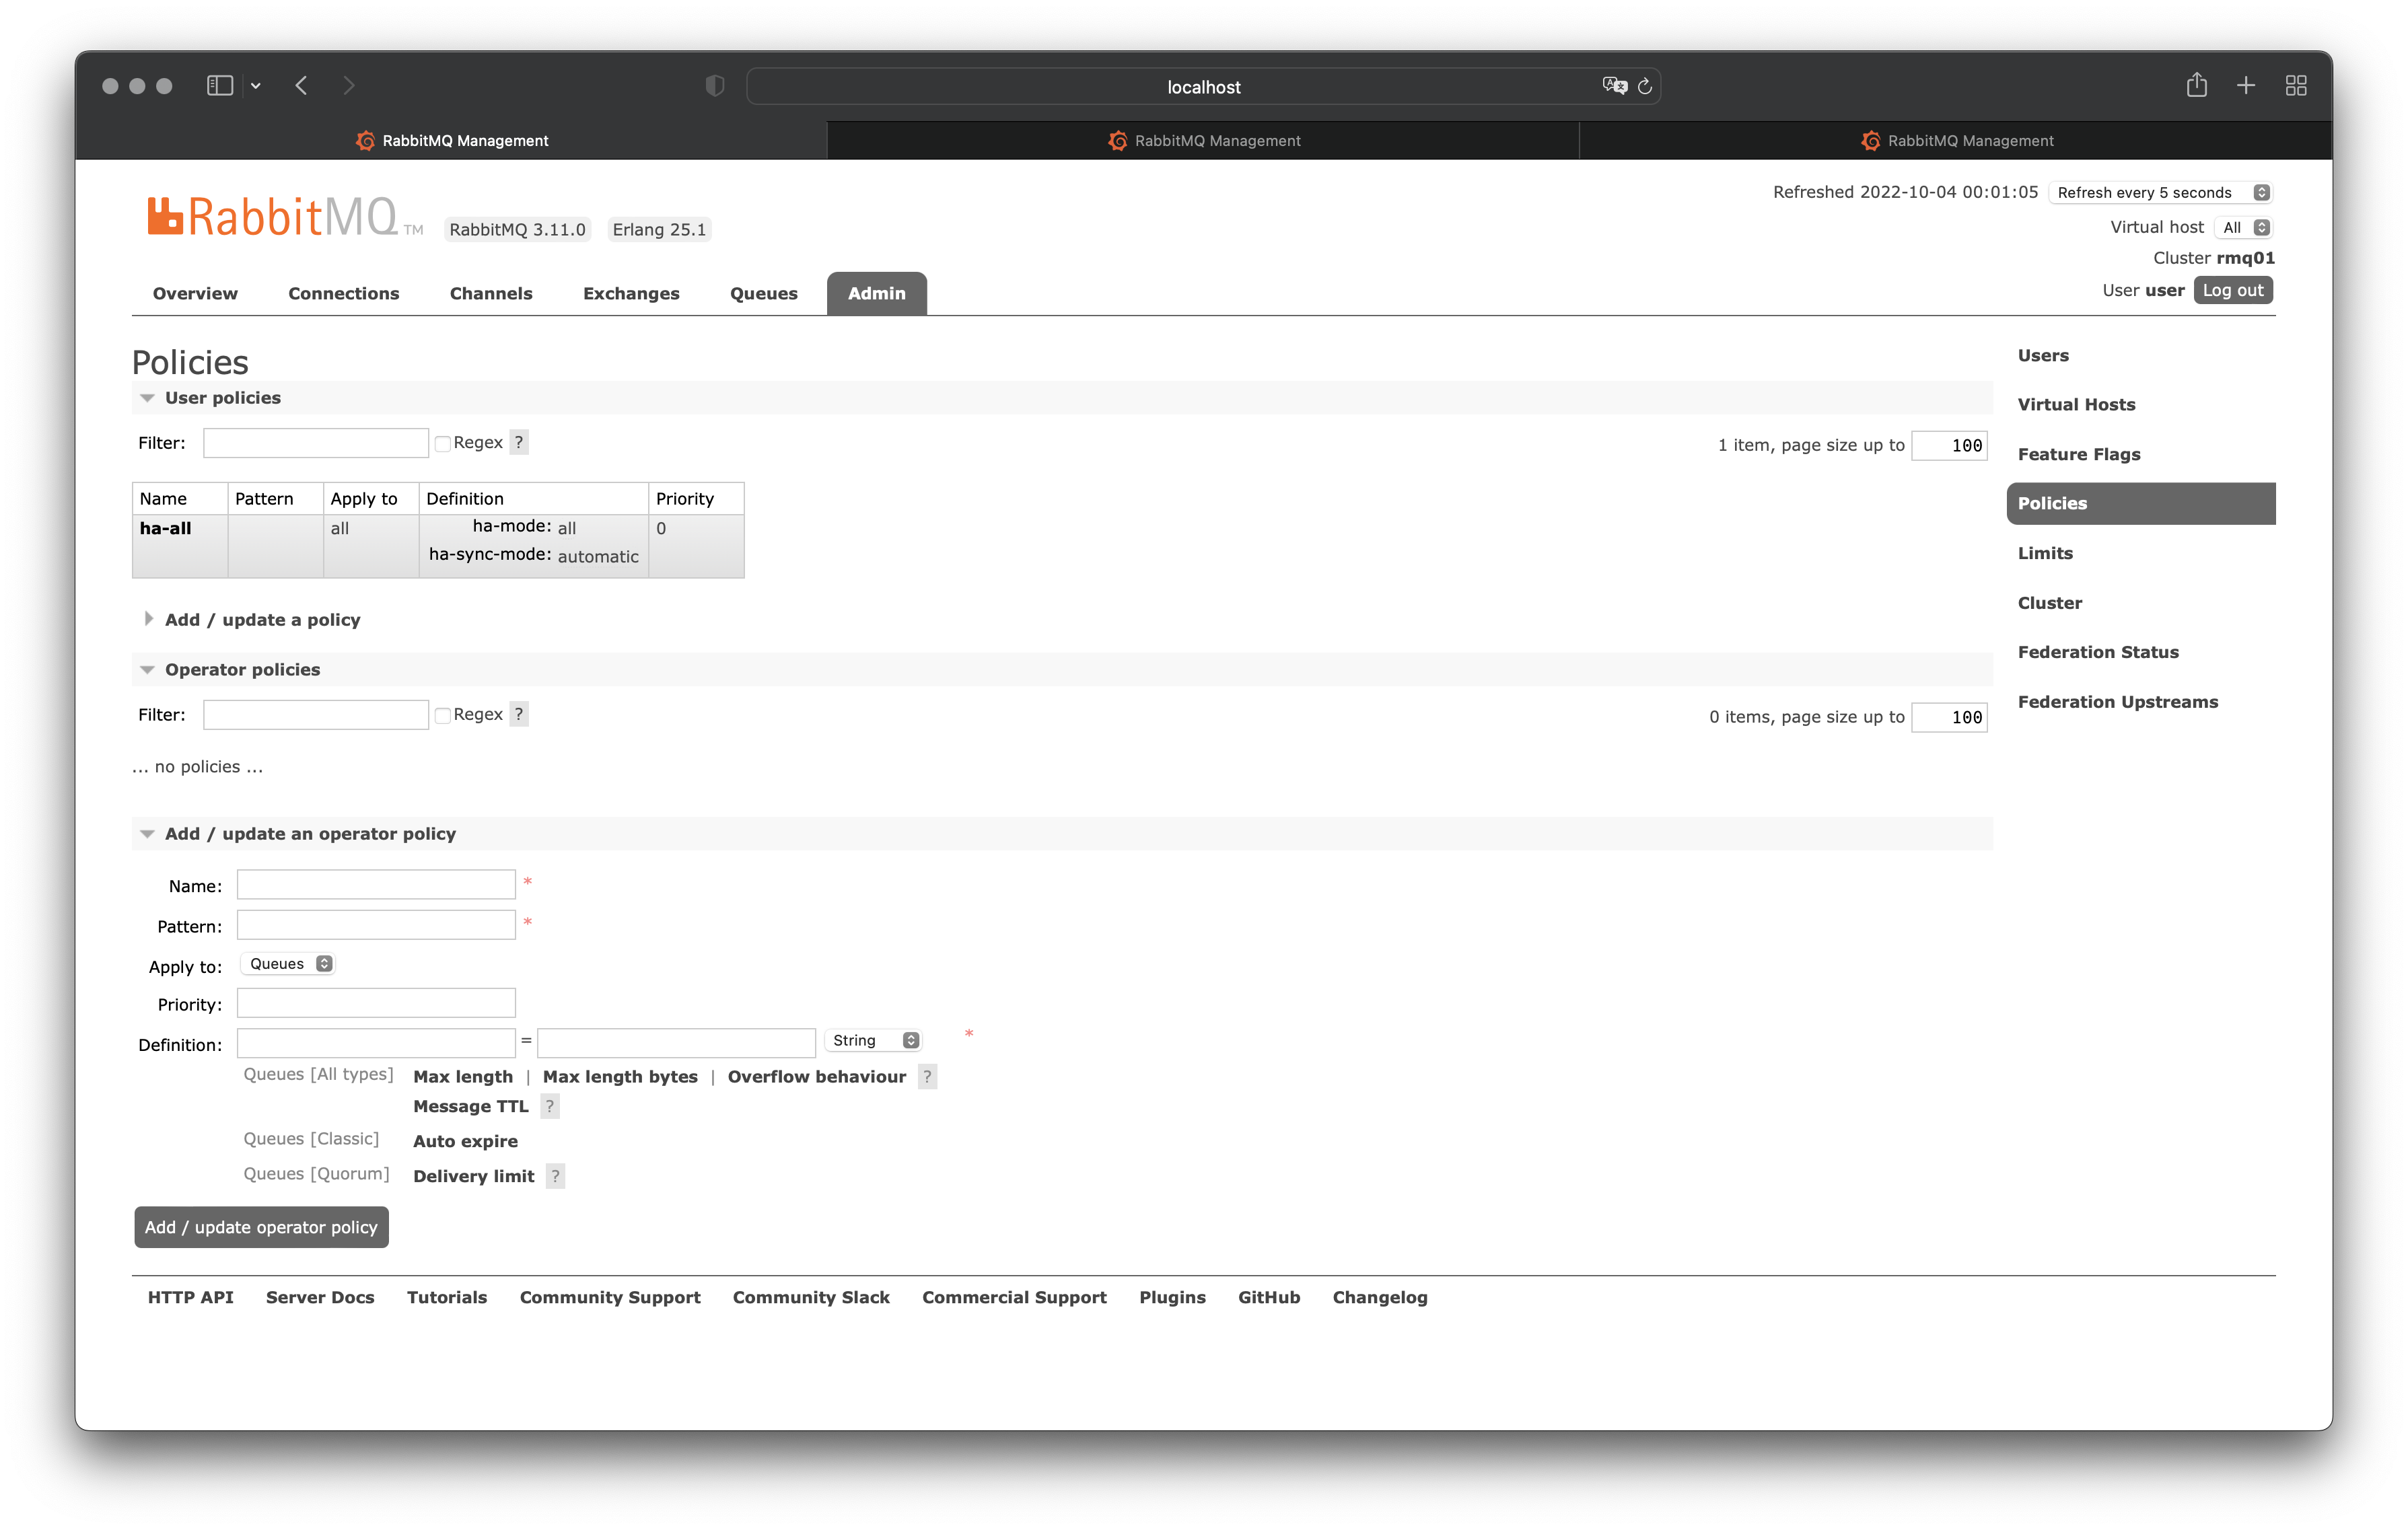 localhost
RabbitMQ Management
RabbitMQ Management
RabbitMQ Management
RabbitMQ TM
RabbitMQ 3.11.0 Erlang 25.1
Refreshed 2022-10-04 00:01:05 Refresh every 5 seconds
Virtual host All
Cluster rmq01
User user Log out
Overview Connections Channels Exchanges Queues Admin
Policies
User policies
Filter: Regex ? 1 item, page size up to 100
Name Pattern Apply to Definition Priority
ha-all all ha-mode: all 0
ha-sync-mode: automatic
Add / update a policy
Operator policies
Filter: Regex ? 0 items, page size up to 100
... no policies ...
Add / update an operator policy
Name: *
Pattern: *
Apply to: Queues
Priority:
Definition: = String *
Queues [All types] Max length | Max length bytes | Overflow behaviour ?
Message TTL ?
Queues [Classic] Auto expire
Queues [Quorum] Delivery limit ?
Add / update operator policy
Users
Virtual Hosts
Feature Flags
Policies
Limits
Cluster
Federation Status
Federation Upstreams
HTTP API Server Docs Tutorials Community Support Community Slack Commercial Support Plugins GitHub Changelog